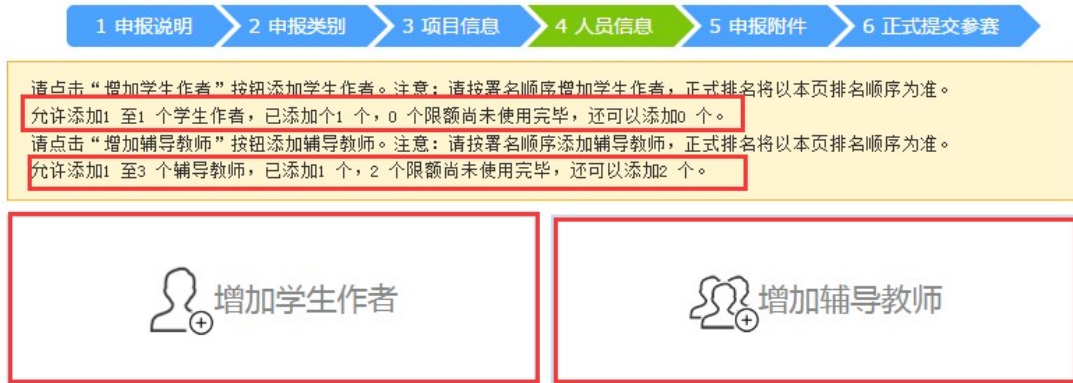 1 申报说明 2 申报类别 3 项目信息 4 人员信息 5 申报附件 6 正式提交参赛
请点击“增加学生作者”按钮添加学生作者。注意：请按署名顺序增加学生作者，正式排名将以本页排名顺序为准。
允许添加1 至1 个学生作者，已添加个1 个，0 个限额尚未使用完毕，还可以添加0 个。
请点击“增加辅导教师”按钮添加辅导教师。注意：请按署名顺序添加辅导教师，正式排名将以本页排名顺序为准。
允许添加1 至3 个辅导教师，已添加1 个，2 个限额尚未使用完毕，还可以添加2 个。
增加学生作者 增加辅导教师